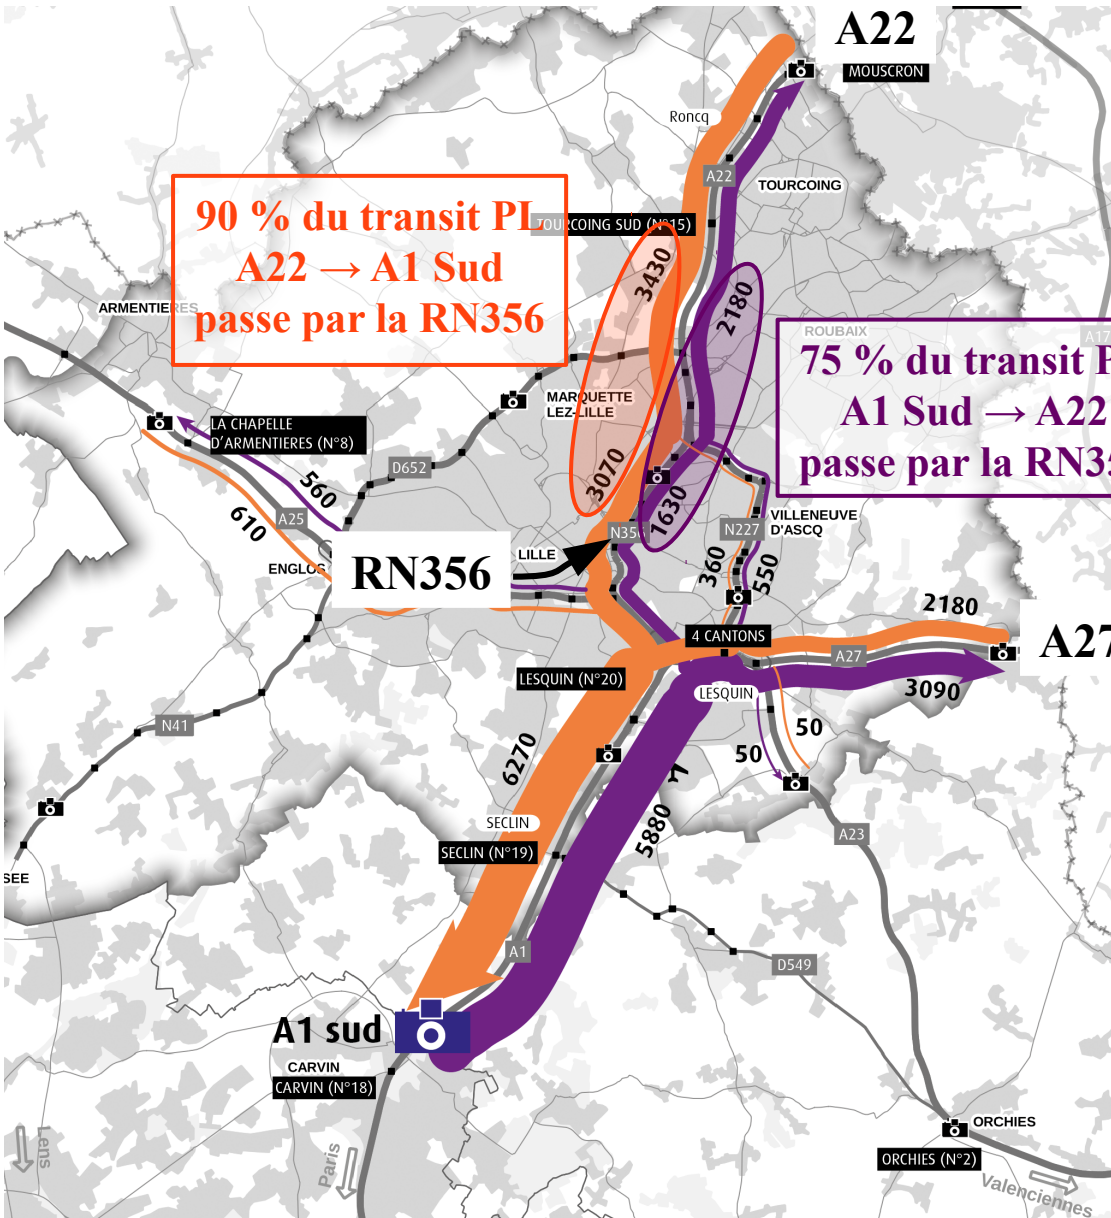 A22
MOUSCRON
Roncq
A22
TOURCOING
90 % du transit PL
A22 → A1 Sud
passe par la RN356
TOURCOING SUD (N°15)
3430
2180
ARMENTIERES
ROUBAIX
A17
75 % du transit P
A1 Sud → A22
passe par la RN35
MARQUETTE
LEZ-LILLE
LA CHAPELLE
D'ARMENTIERES (N°8)
D652
560
610
A25
3070
1630
N356
N227
VILLENEUVE
D'ASCQ
LILLE
ENGLOS
RN356
360
550
2180
4 CANTONS
A27
A27
LESQUIN (N°20)
LESQUIN
3090
N41
50
50
6270
5880
SECLIN
SECLIN (N°19)
A23
SEE
A1
D549
A1 sud
CARVIN
CARVIN (N°18)
ORCHIES
ORCHIES (N°2)
Lens
Paris
Valenciennes